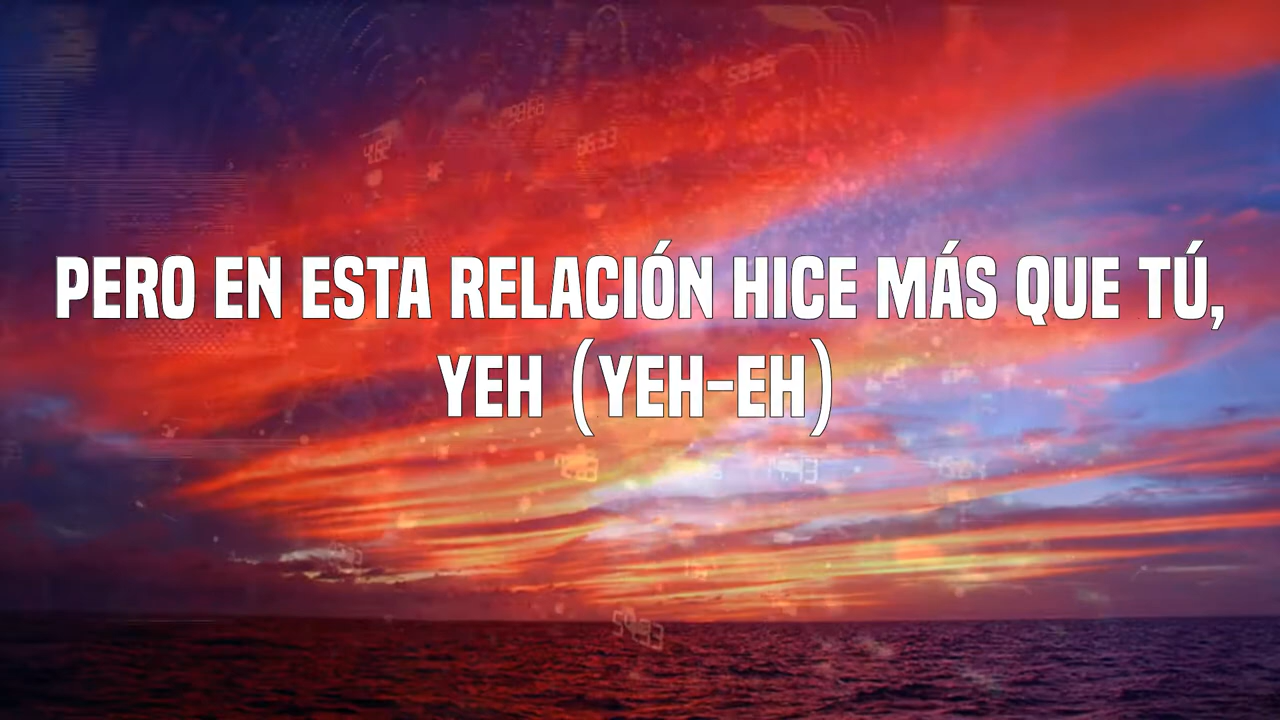 PERO EN ESTA RELACIÓN HICE MÁS QUE TÚ,
YEH (YEH-EH)